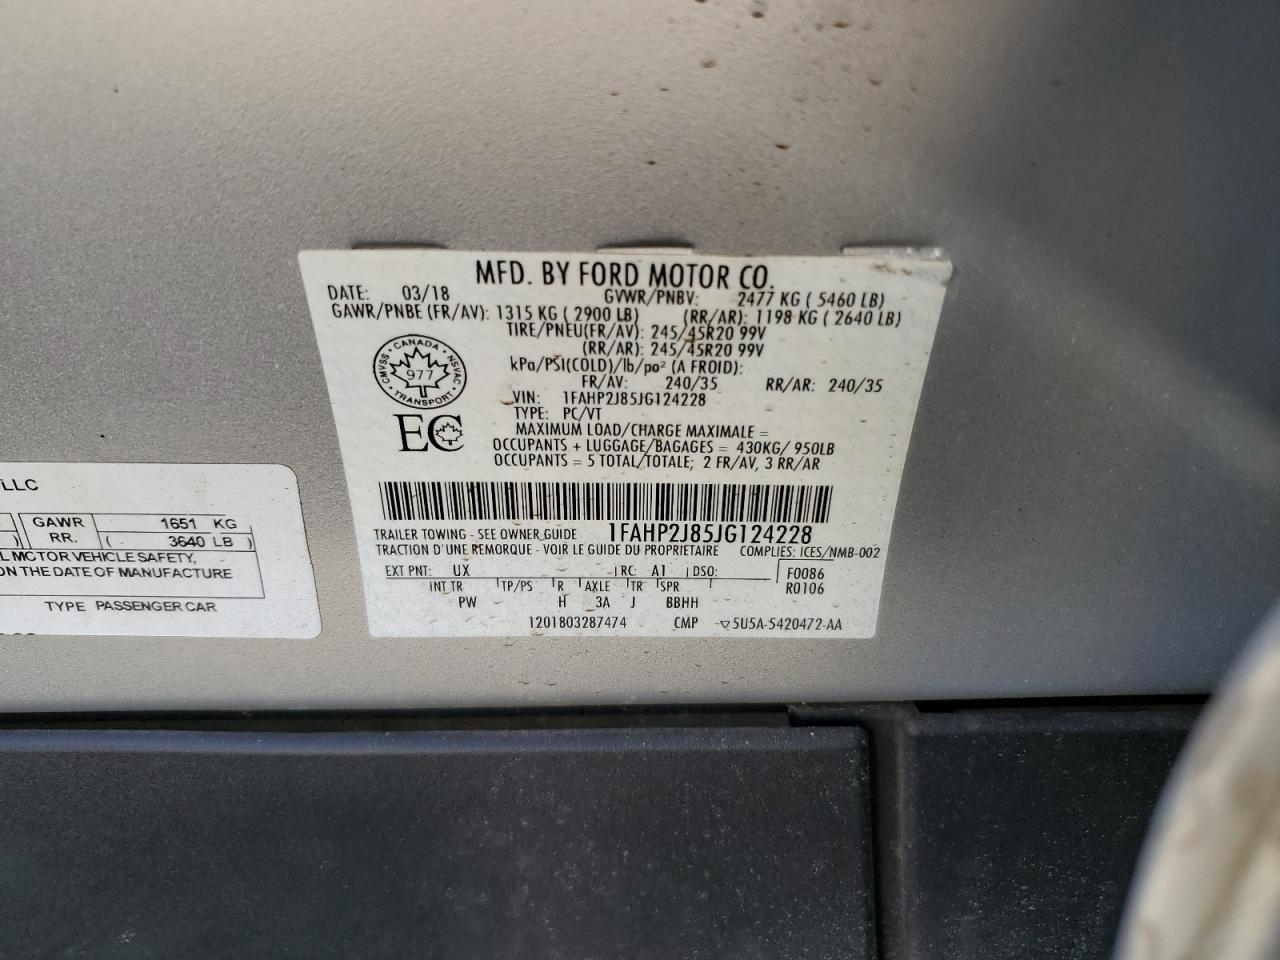 MFD. BY FORD MOTOR CO.
DATE: 03/18 GVWR/PNBV: 2477 KG ( 5460 LB)
GAWR/PNBE (FR/AV): 1315 KG ( 2900 LB) (RR/AR): 1198 KG ( 2640 LB)
TIRE/PNEU(FR/AV): 245/45R20 99V
(RR/AR): 245/45R20 99V
kPa/PSI(COLD)/lb/po² (A FROID):
FR/AV: 240/35 RR/AR: 240/35
VIN: 1FAHP2J85JG124228
TYPE: PC/VT
MAXIMUM LOAD/CHARGE MAXIMALE =
OCCUPANTS + LUGGAGE/BAGAGES = 430KG/ 950LB
OCCUPANTS = 5 TOTAL/TOTALE; 2 FR/AV, 3 RR/AR
CANADA
CMVSS · NSVAC
977
TRANSPORT
EC
1FAHP2J85JG124228
TRAILER TOWING - SEE OWNER GUIDE
TRACTION D'UNE REMORQUE - VOIR LE GUIDE DU PROPRIETAIRE COMPLIES: ICES/NMB-002
EXT PNT: UX RC: A1 DSO: F0086
INT TR TP/PS R AXLE TR SPR R0106
PW H 3A J BBHH
1201803287474 CMP ▽5U5A-5420472-AA
LLC
GAWR 1651 KG
RR. ( 3640 LB )
L MOTOR VEHICLE SAFETY,
ON THE DATE OF MANUFACTURE
TYPE PASSENGER CAR